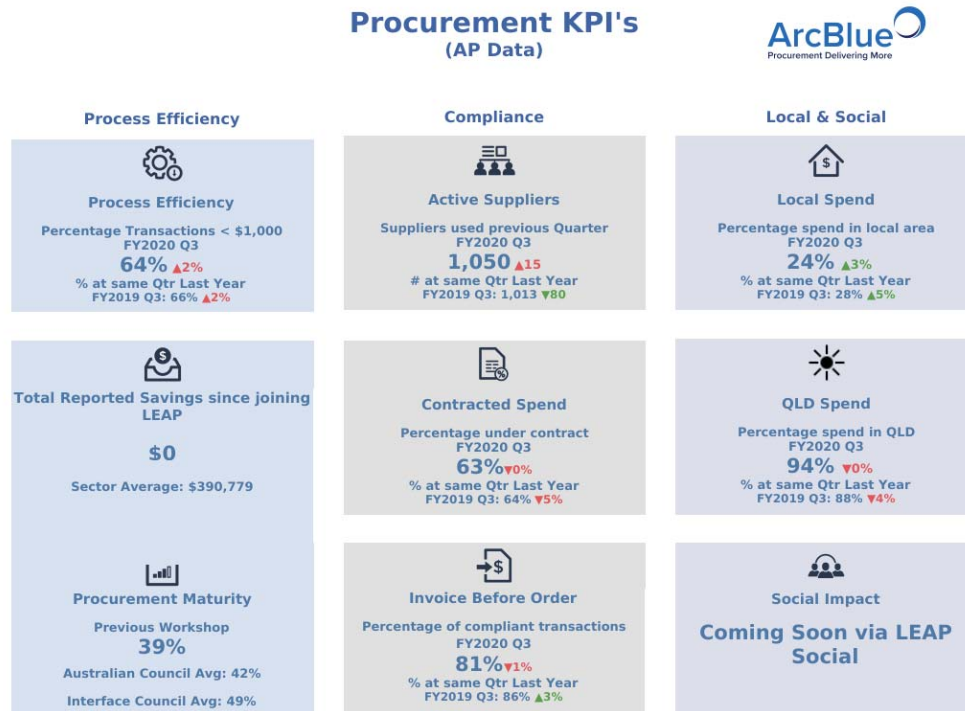 Procurement KPI's
(AP Data)
ArcBlue
Procurement Delivering More
Process Efficiency
Process Efficiency
Percentage Transactions < $1,000
FY2020 Q3
64% ▲2%
% at same Qtr Last Year
FY2019 Q3: 66% ▲2%
$
Total Reported Savings since joining
LEAP
$0
Sector Average: $390,779
Procurement Maturity
Previous Workshop
39%
Australian Council Avg: 42%
Interface Council Avg: 49%
Compliance
Active Suppliers
Suppliers used previous Quarter
FY2020 Q3
1,050 ▲15
# at same Qtr Last Year
FY2019 Q3: 1,013 ▼80
%
Contracted Spend
Percentage under contract
FY2020 Q3
63%▼0%
% at same Qtr Last Year
FY2019 Q3: 64% ▼5%
$
Invoice Before Order
Percentage of compliant transactions
FY2020 Q3
81%▼1%
% at same Qtr Last Year
FY2019 Q3: 86% ▲3%
Local & Social
$
Local Spend
Percentage spend in local area
FY2020 Q3
24% ▲3%
% at same Qtr Last Year
FY2019 Q3: 28% ▲5%
QLD Spend
Percentage spend in QLD
FY2020 Q3
94% ▼0%
% at same Qtr Last Year
FY2019 Q3: 88% ▼4%
Social Impact
Coming Soon via LEAP
Social